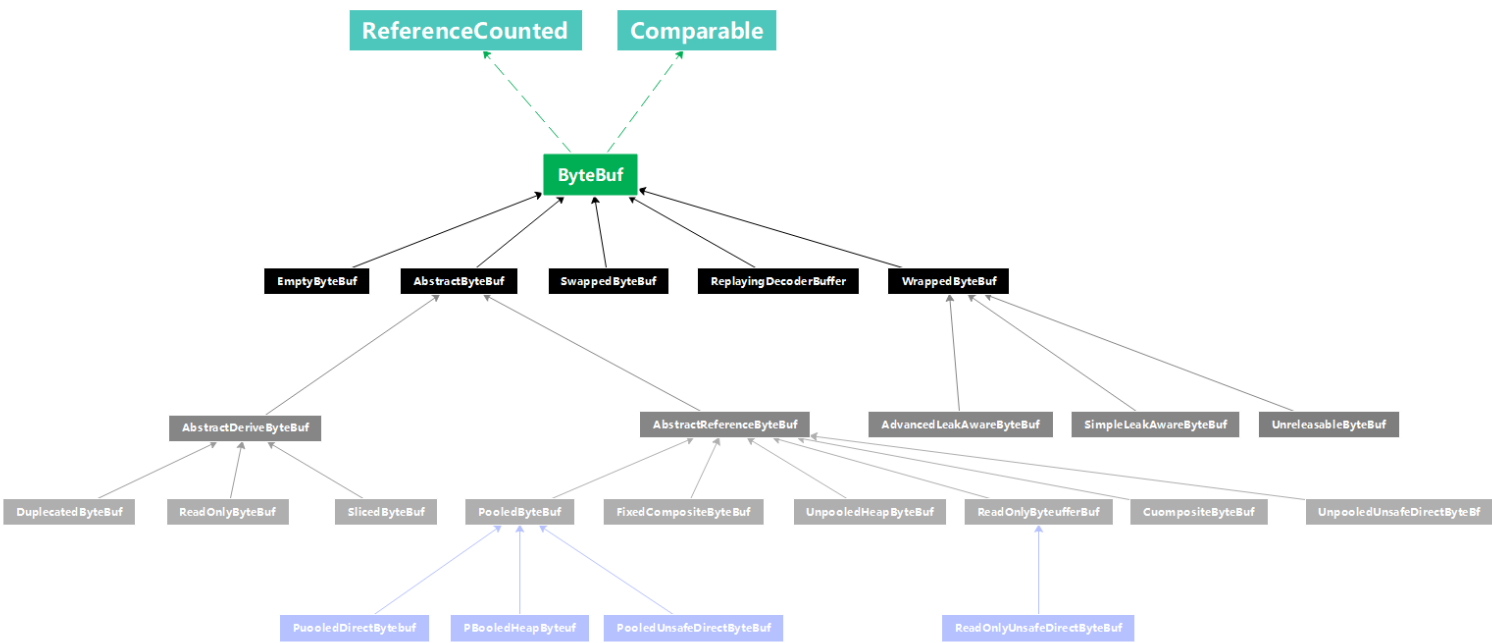 ReferenceCounted
Comparable
ByteBuf
EmptyByteBuf
AbstractByteBuf
SwappedByteBuf
ReplayingDecoderBuffer
WrappedByteBuf
AbstractDeriveByteBuf
AbstractReferenceByteBuf
AdvancedLeakAwareByteBuf
SimpleLeakAwareByteBuf
UnreleasableByteBuf
DuplecatedByteBuf
ReadOnlyByteBuf
SlicedByteBuf
PooledByteBuf
FixedCompositeByteBuf
UnpooledHeapByteBuf
ReadOnlyByteufferBuf
CuompositeByteBuf
UnpooledUnsafeDirectByteBf
PuooledDirectBytebuf
PBooledHeapByteuf
PooledUnsafeDirectByteBuf
ReadOnlyUnsafeDirectByteBuf